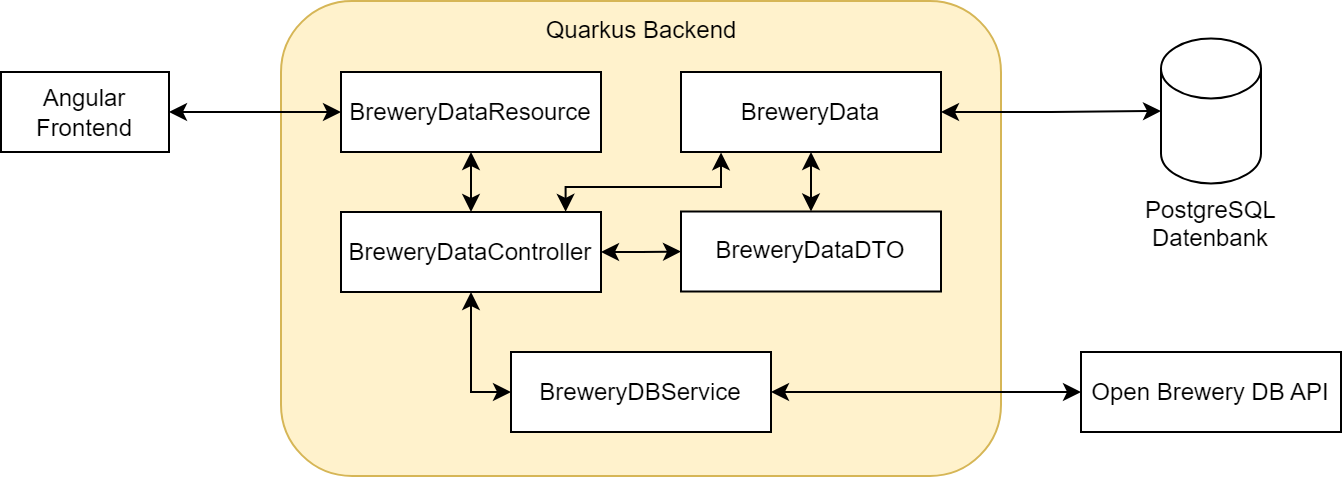 Quarkus Backend
Angular
Frontend
BreweryDataResource
BreweryData
PostgreSQL
Datenbank
BreweryDataController
BreweryDataDTO
BreweryDBService
Open Brewery DB API